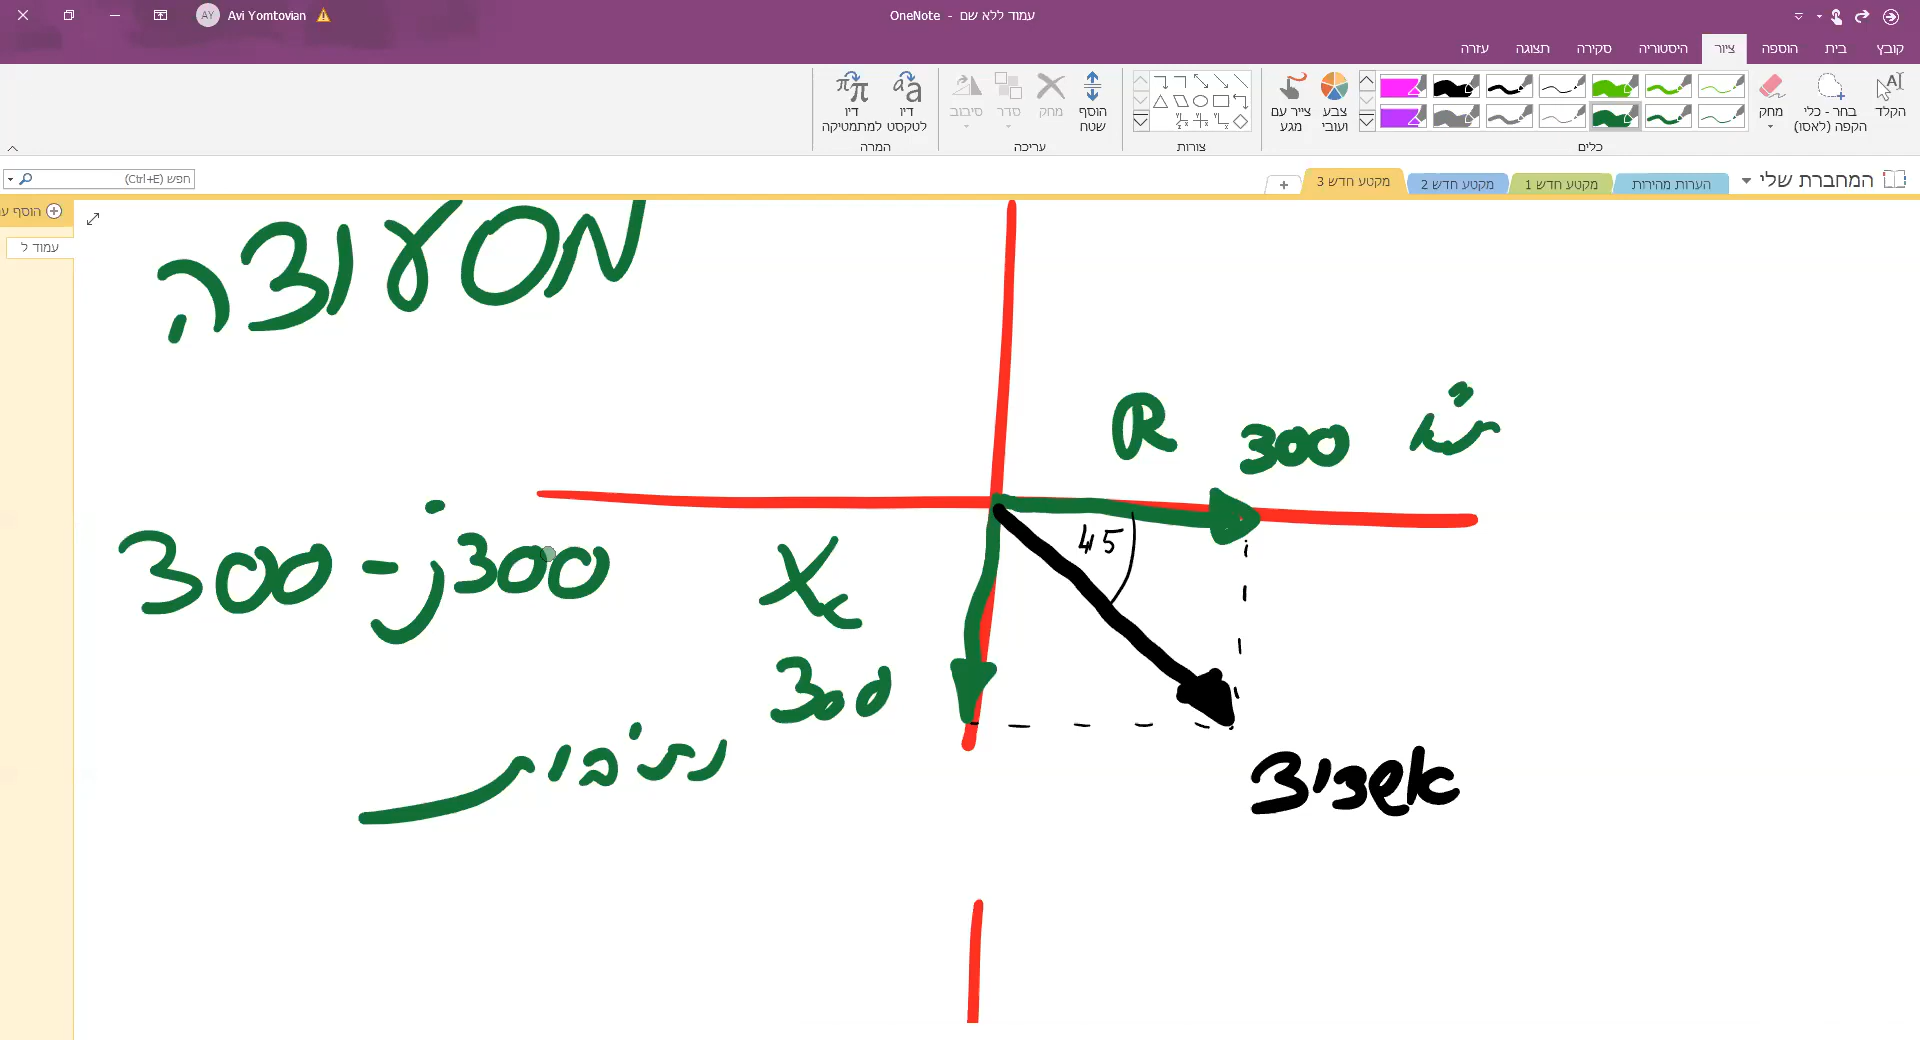 Avi Yomtovian
עמוד ללא שם - OneNote
קובץ בית הוספה ציור היסטוריה סקירה תצוגה עזרה
הקלד
בחר - כלי הקפה (לאסו)
מחק
צבע ועובי
צייר עם מגע
הוסף שטח
מחק
סדר
סיבוב
דיו לטקסט
דיו למתמטיקה
כלים
צורות
עריכה
המרה
המחברת שלי
הערות מהירות
מקטע חדש 1
מקטע חדש 2
מקטע חדש 3
חפש (Ctrl+E)
הוסף ע
עמוד ל
מסעודה
R 300
45
300 - j300
Xc
300
נתיבות
אשדוד